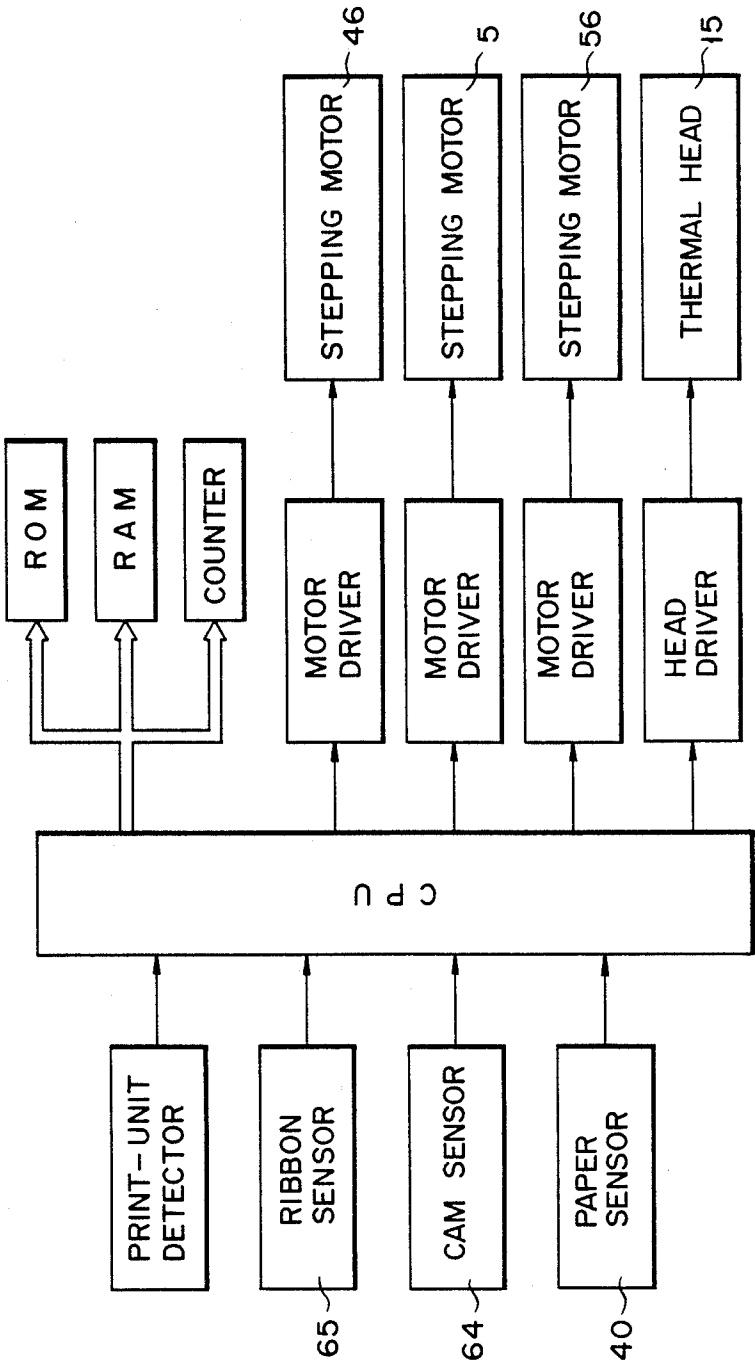 PRINT-UNIT
DETECTOR
RIBBON
SENSOR
65
CAM SENSOR
64
PAPER
SENSOR
40
CPU
ROM
RAM
COUNTER
MOTOR
DRIVER
STEPPING MOTOR
46
MOTOR
DRIVER
STEPPING MOTOR
5
MOTOR
DRIVER
STEPPING MOTOR
56
HEAD
DRIVER
THERMAL HEAD
15